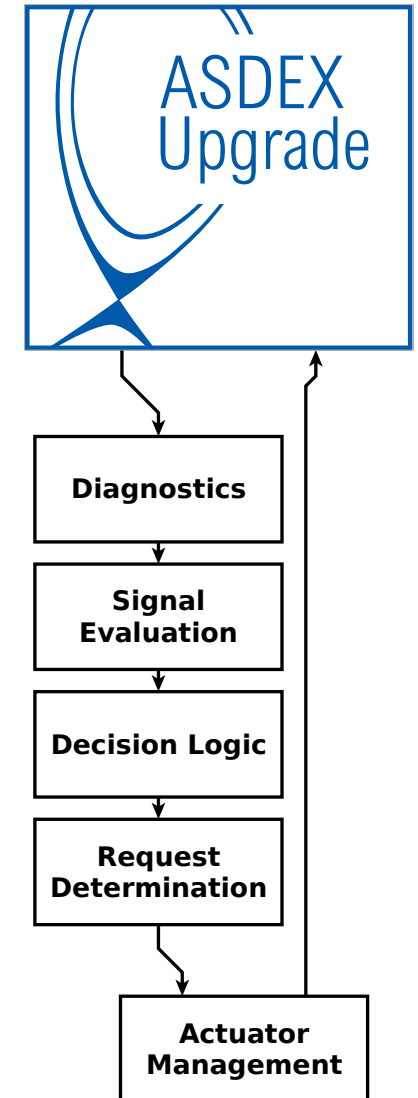 ASDEX
Upgrade
Diagnostics
Signal
Evaluation
Decision Logic
Request
Determination
Actuator
Management